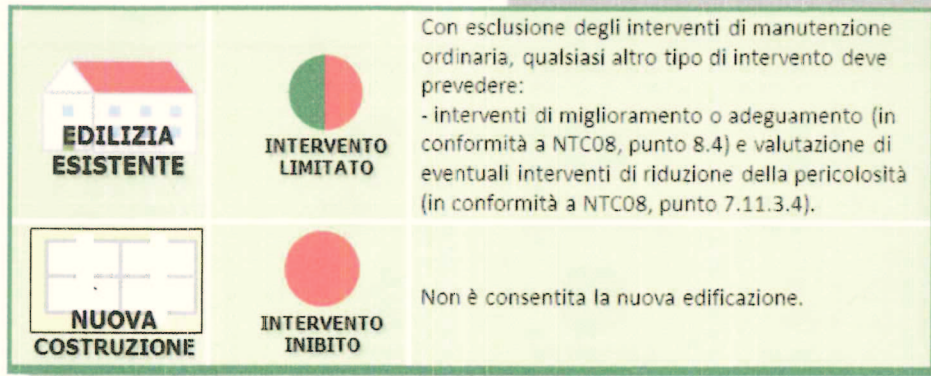 EDILIZIA
ESISTENTE
INTERVENTO
LIMITATO
Con esclusione degli interventi di manutenzione
ordinaria, qualsiasi altro tipo di intervento deve
prevedere:
- interventi di miglioramento o adeguamento (in
conformità a NTC08, punto 8.4) e valutazione di
eventuali interventi di riduzione della pericolosità
(in conformità a NTC08, punto 7.11.3.4).
NUOVA
COSTRUZIONE
INTERVENTO
INIBITO
Non è consentita la nuova edificazione.